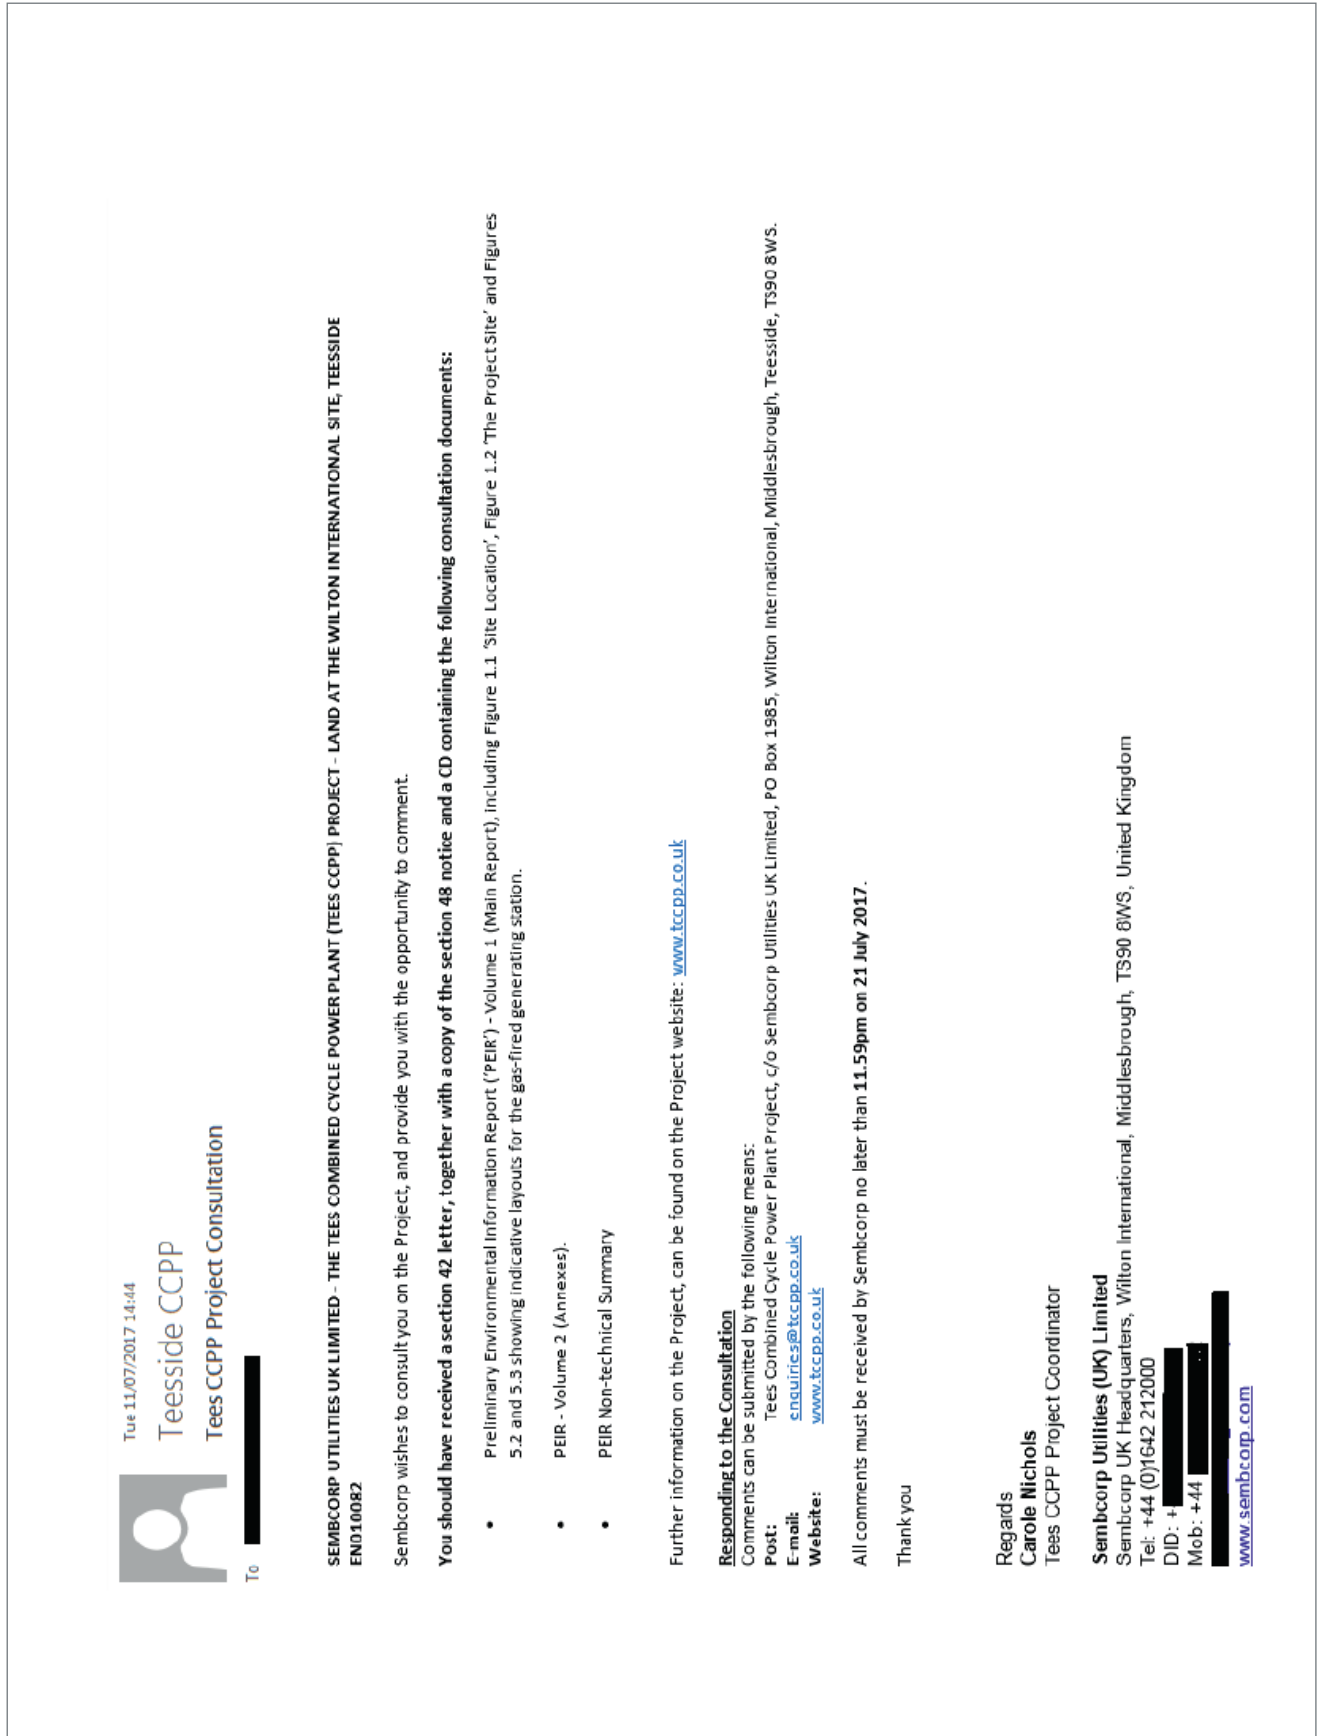 Tue 11/07/2017 14:44
Teesside CCPP
Tees CCPP Project Consultation
To
SEMBCORP UTILITIES UK LIMITED - THE TEES COMBINED CYCLE POWER PLANT (TEES CCPP) PROJECT - LAND AT THE WILTON INTERNATIONAL SITE, TEESSIDE
EN010082
Sembcorp wishes to consult you on the Project, and provide you with the opportunity to comment.
You should have received a section 42 letter, together with a copy of the section 48 notice and a CD containing the following consultation documents:
• Preliminary Environmental Information Report ('PEIR') - Volume 1 (Main Report), including Figure 1.1 'Site Location', Figure 1.2 'The Project Site' and Figures
5.2 and 5.3 showing indicative layouts for the gas-fired generating station.
• PEIR - Volume 2 (Annexes).
• PEIR Non-technical Summary
Further information on the Project, can be found on the Project website: www.tccpp.co.uk
Responding to the Consultation
Comments can be submitted by the following means:
Post: Tees Combined Cycle Power Plant Project, c/o Sembcorp Utilities UK Limited, PO Box 1985, Wilton International, Middlesbrough, Teesside, TS90 8WS.
E-mail: enquiries@tccpp.co.uk
Website: www.tccpp.co.uk
All comments must be received by Sembcorp no later than 11.59pm on 21 July 2017.
Thank you
Regards
Carole Nichols
Tees CCPP Project Coordinator
Sembcorp Utilities (UK) Limited
Sembcorp UK Headquarters, Wilton International, Middlesbrough, TS90 8WS, United Kingdom
Tel: +44 (0)1642 212000
DID: +
Mob: +44
www.sembcorp.com